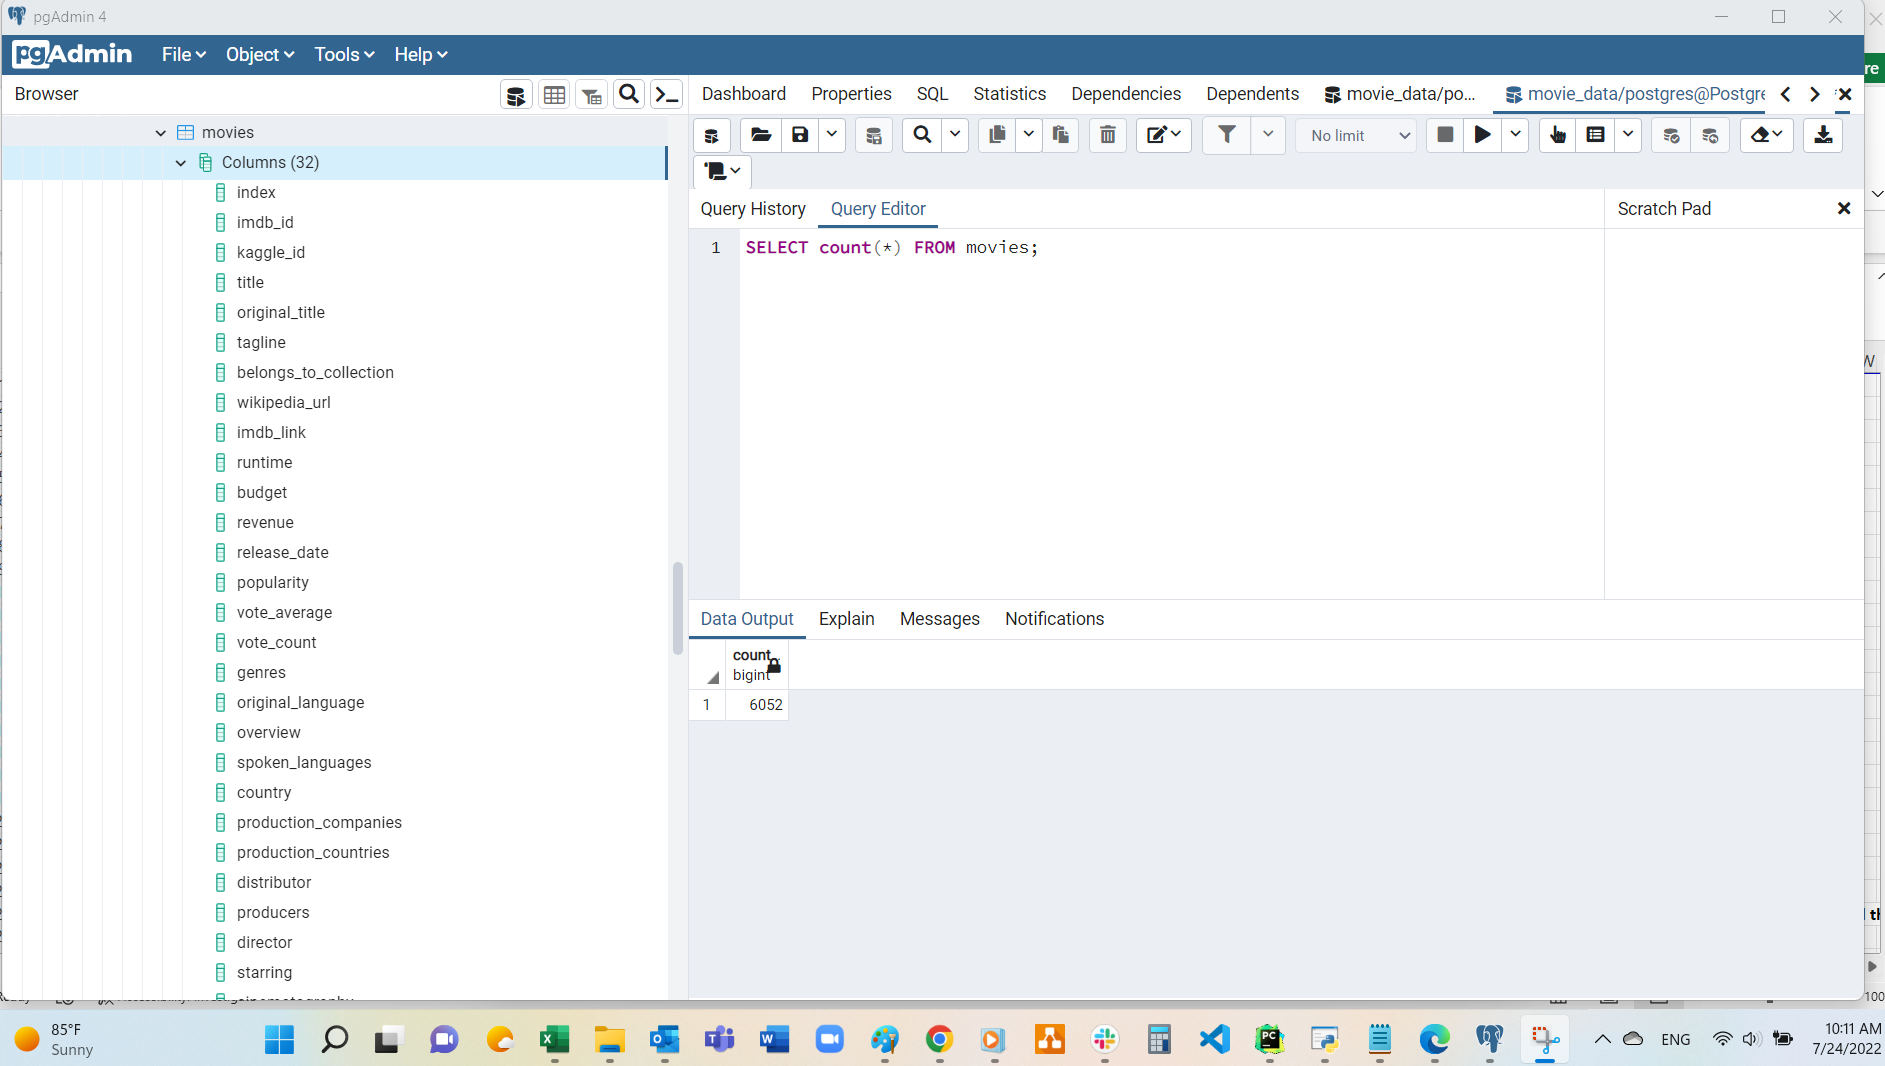 pgAdmin 4
pgAdmin File Object Tools Help
re
Browser
Dashboard Properties SQL Statistics Dependencies Dependents movie_data/po... movie_data/postgres@Postgre
No limit
movies
Columns (32)
index
imdb_id
kaggle_id
title
original_title
tagline
belongs_to_collection
wikipedia_url
imdb_link
runtime
budget
revenue
release_date
popularity
vote_average
vote_count
genres
original_language
overview
spoken_languages
country
production_companies
production_countries
distributor
producers
director
starring
Query History Query Editor
Scratch Pad
1 SELECT count(*) FROM movies;
Data Output Explain Messages Notifications
count
bigint
1 6052
W
100
85°F
Sunny
ENG
10:11 AM
7/24/2022